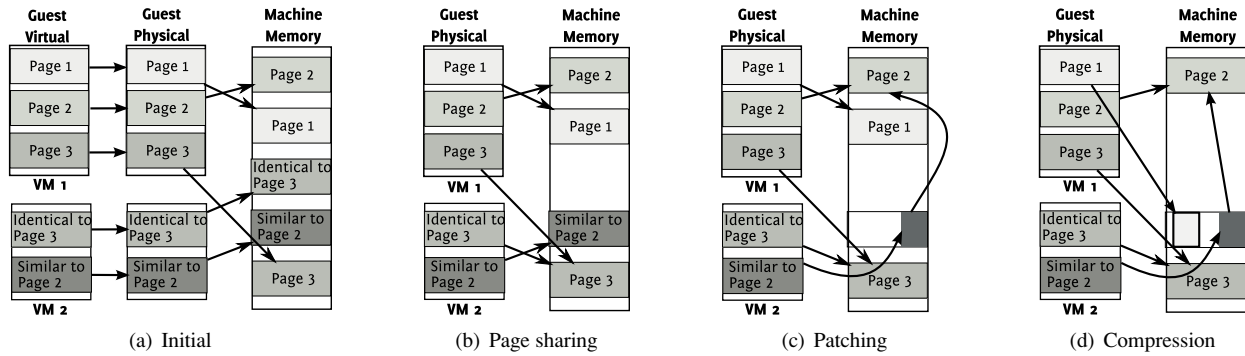 Guest
Virtual
Guest
Physical
Machine
Memory
Page 1
Page 1
Page 2
Page 2
Page 2
Page 1
Page 3
Page 3
Identical to
Page 3
VM 1
Identical to
Page 3
Identical to
Page 3
Similar to
Page 2
Similar to
Page 2
Similar to
Page 2
Page 3
VM 2
(a) Initial
Guest
Physical
Machine
Memory
Page 1
Page 2
Page 2
Page 1
Page 3
VM 1
Identical to
Page 3
Similar to
Page 2
Similar to
Page 2
Page 3
VM 2
(b) Page sharing
Guest
Physical
Machine
Memory
Page 1
Page 2
Page 2
Page 1
Page 3
VM 1
Identical to
Page 3
Similar to
Page 2
Page 3
VM 2
(c) Patching
Guest
Physical
Machine
Memory
Page 1
Page 2
Page 2
Page 3
VM 1
Identical to
Page 3
Similar to
Page 2
Page 3
VM 2
(d) Compression